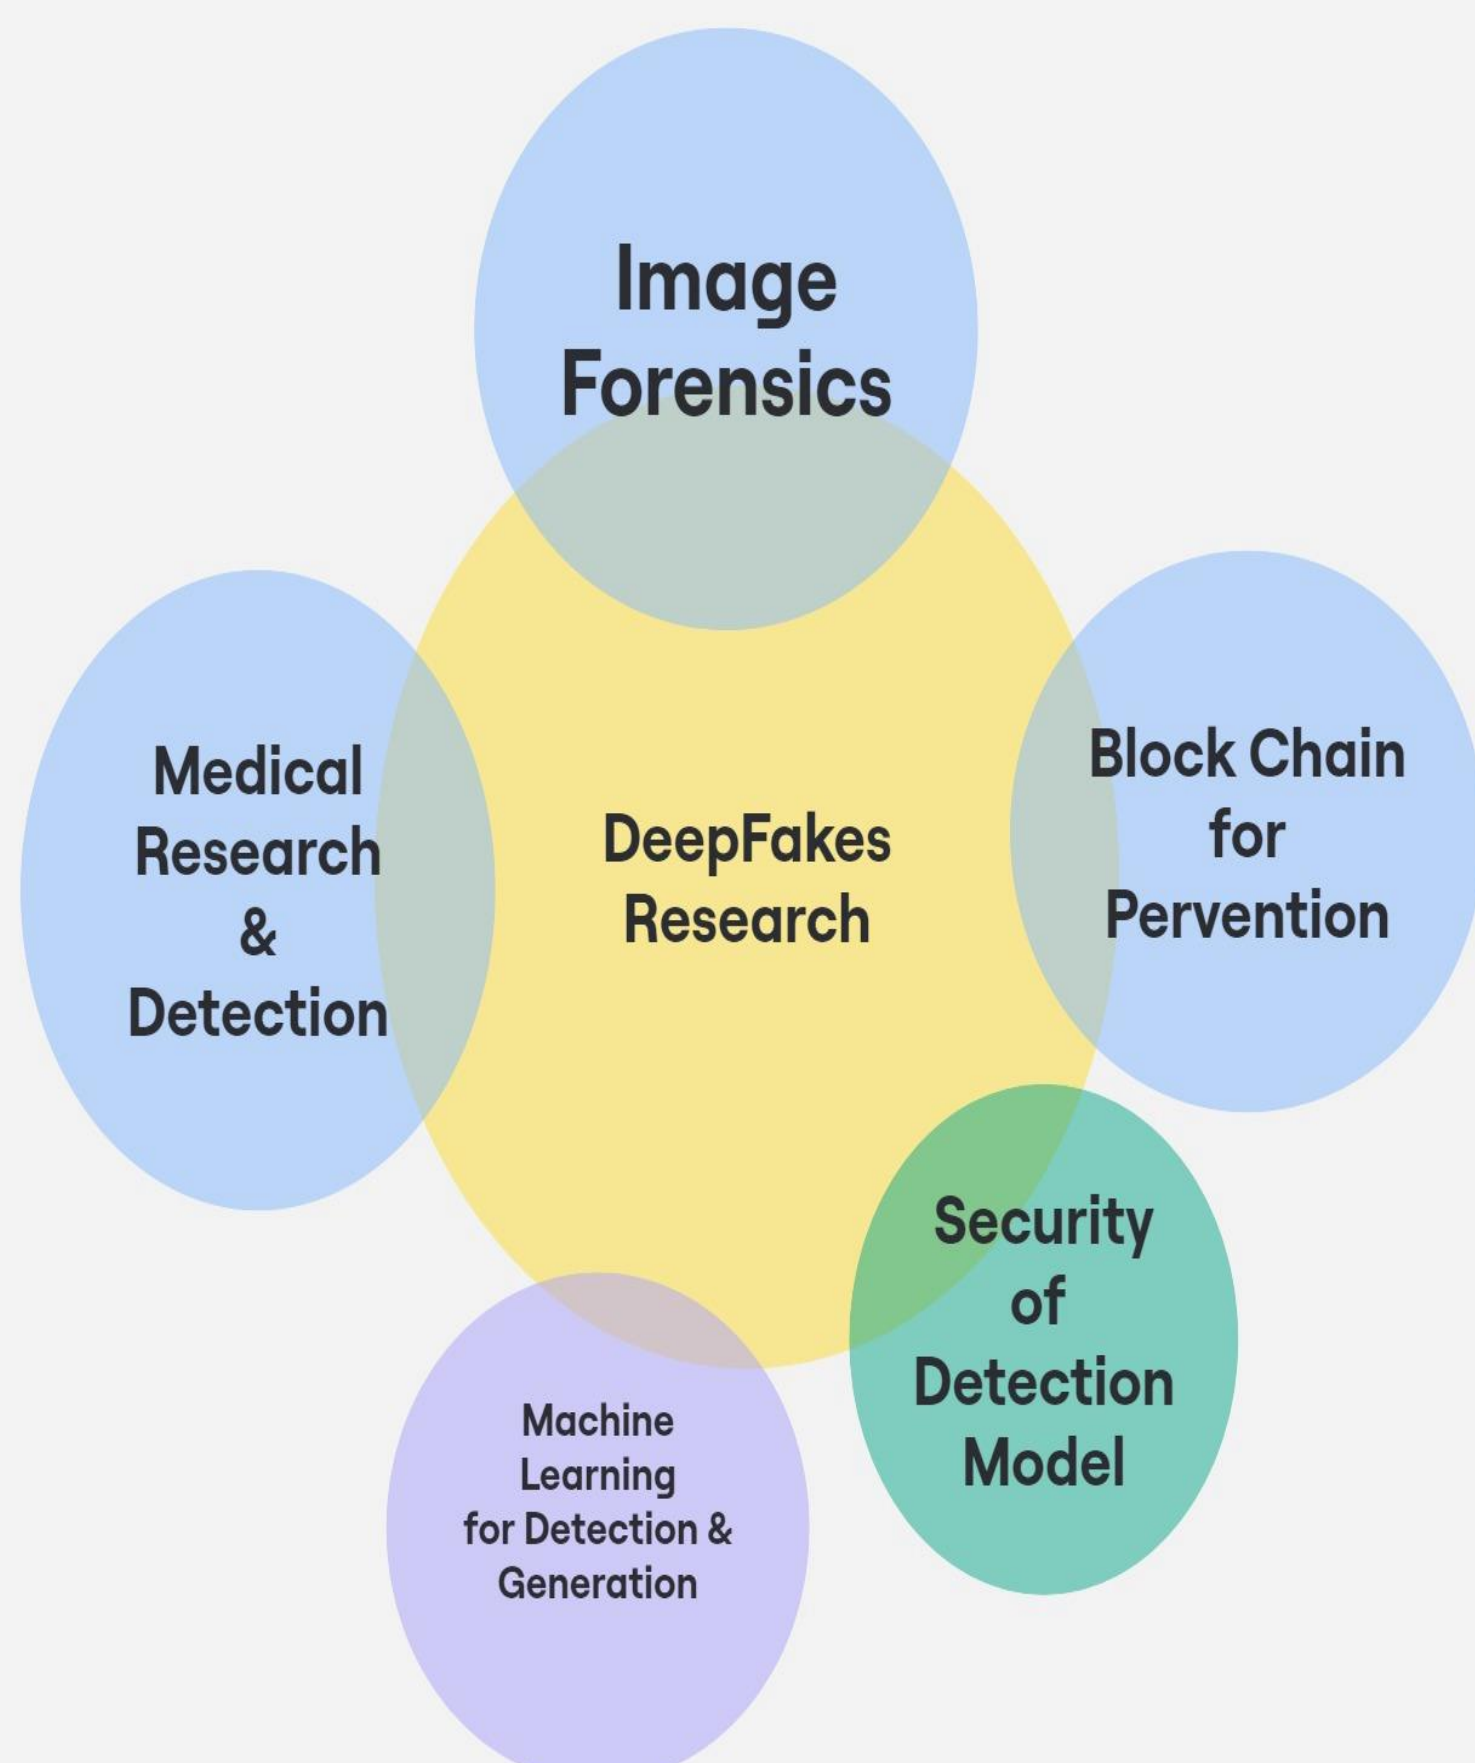 Image
Forensics
Medical
Research
&
Detection
DeepFakes
Research
Block Chain
for
Pervention
Security
of
Detection
Model
Machine
Learning
for Detection &
Generation